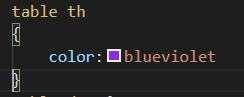 table th
{
color: blueviolet
}